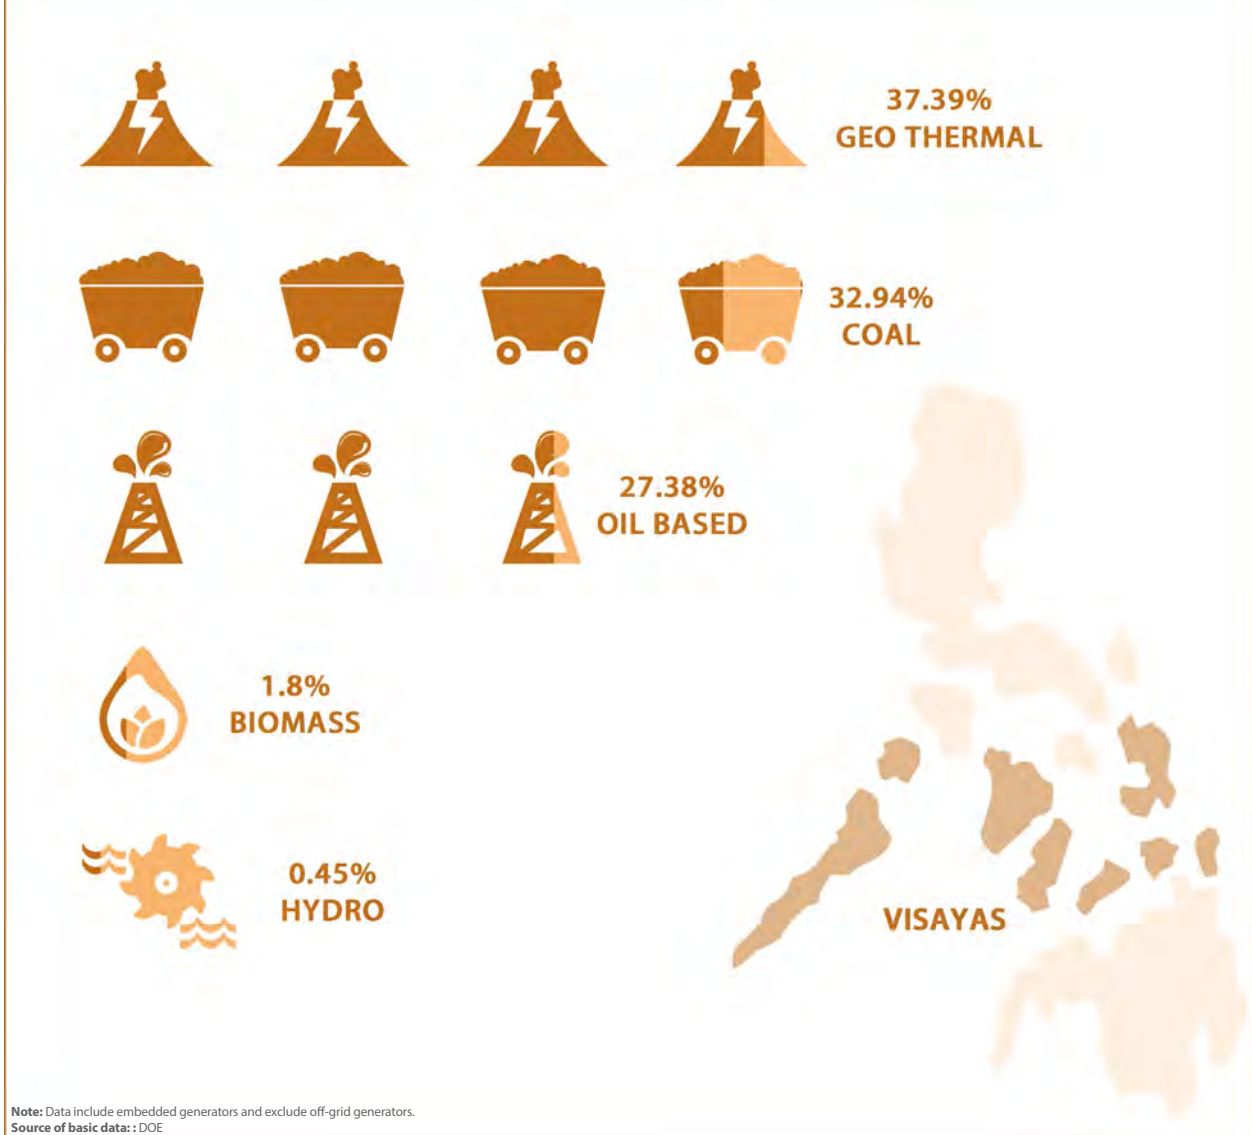 37.39%
GEO THERMAL
32.94%
COAL
27.38%
OIL BASED
1.8%
BIOMASS
0.45%
HYDRO
VISAYAS
Note: Data include embedded generators and exclude off-grid generators.
Source of basic data: : DOE